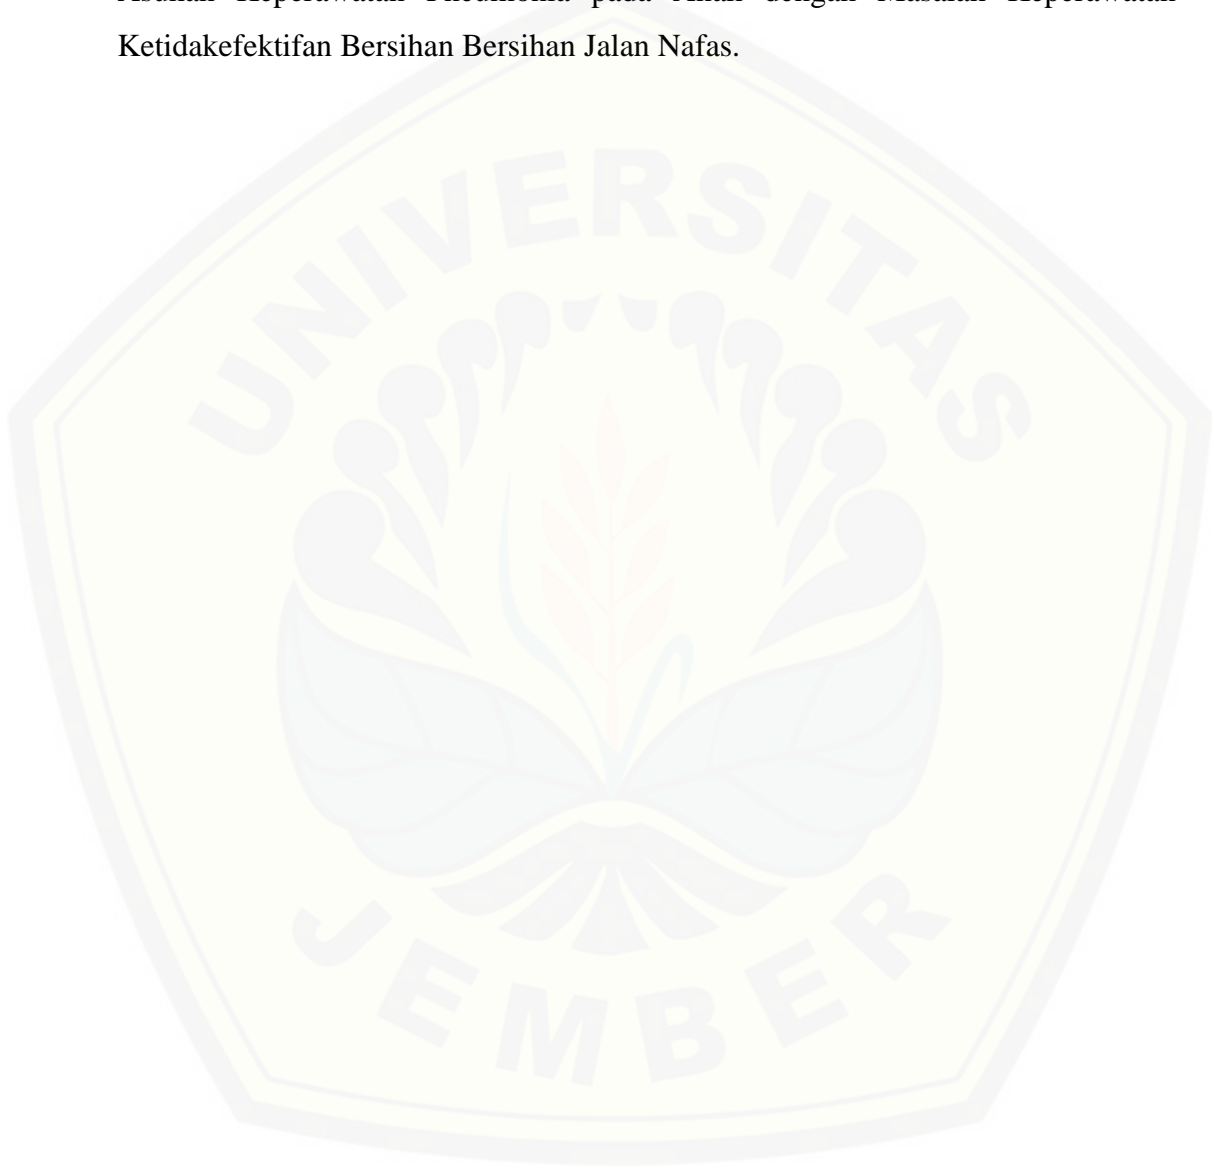 Asuhan Keperawatan Pneumonia pada Anak dengan Masalah Keperawatan
Ketidakefektifan Bersihan Bersihan Jalan Nafas.
UNIVERSITAS
JEMBER